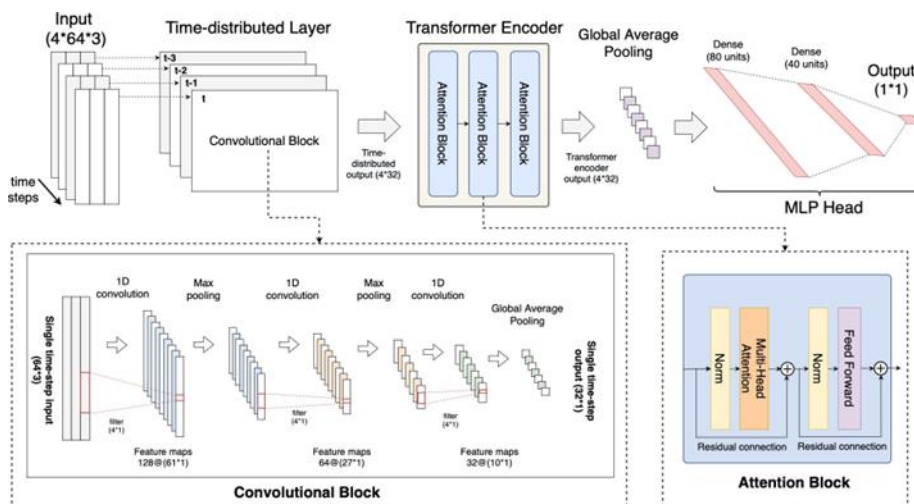 Input
(4*64*3)
Time-distributed Layer
Transformer Encoder
Global Average
Pooling
Dense
(80 units)
Dense
(40 units)
Output
(1*1)
t-3
t-2
t-1
t
Convolutional Block
Attention Block
Attention Block
Attention Block
time
steps
Time-
distributed
output (4*32)
Transformer
encoder
output (4*32)
MLP Head
1D
convolution
Max
pooling
1D
convolution
Max
pooling
1D
convolution
Global Average
Pooling
Single time-step input
(64*3)
Single time-step
output (32*1)
filter
(4*1)
filter
(4*1)
filter
(4*1)
Feature maps
128@(61*1)
Feature maps
64@(27*1)
Feature maps
32@(10*1)
Convolutional Block
Norm
Multi-Head
Attention
Norm
Feed Forward
Residual connection
Residual connection
Attention Block